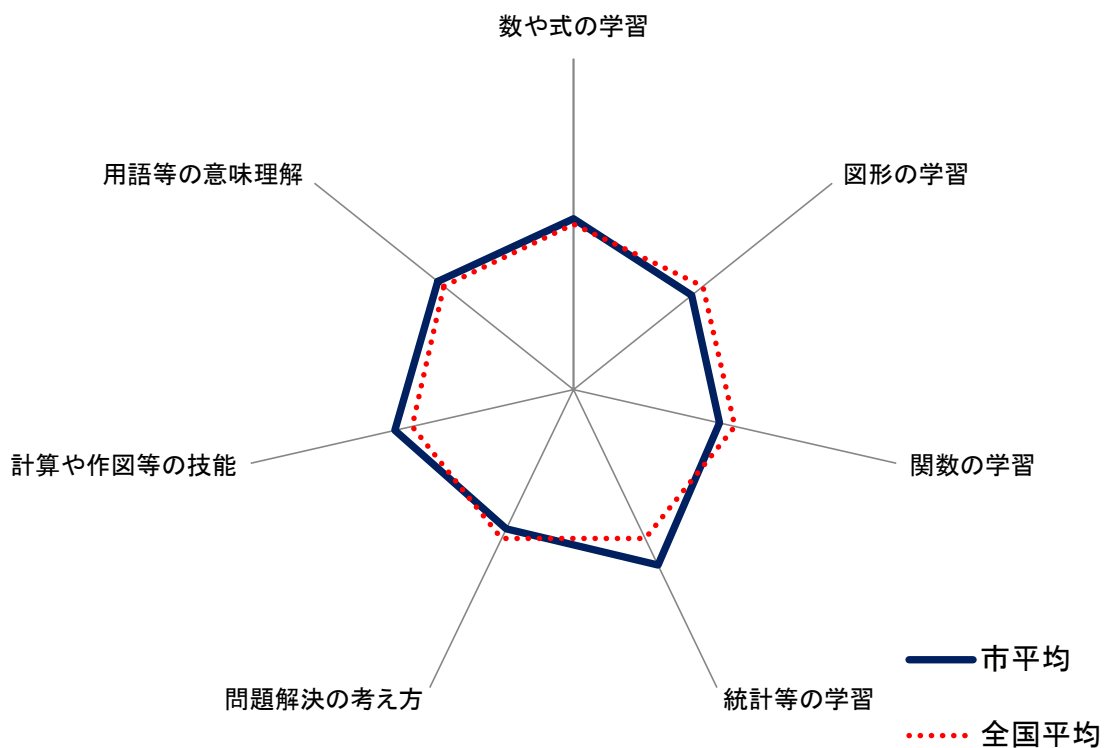 数や式の学習
用語等の意味理解
図形の学習
計算や作図等の技能
関数の学習
問題解決の考え方
統計等の学習
市平均
全国平均